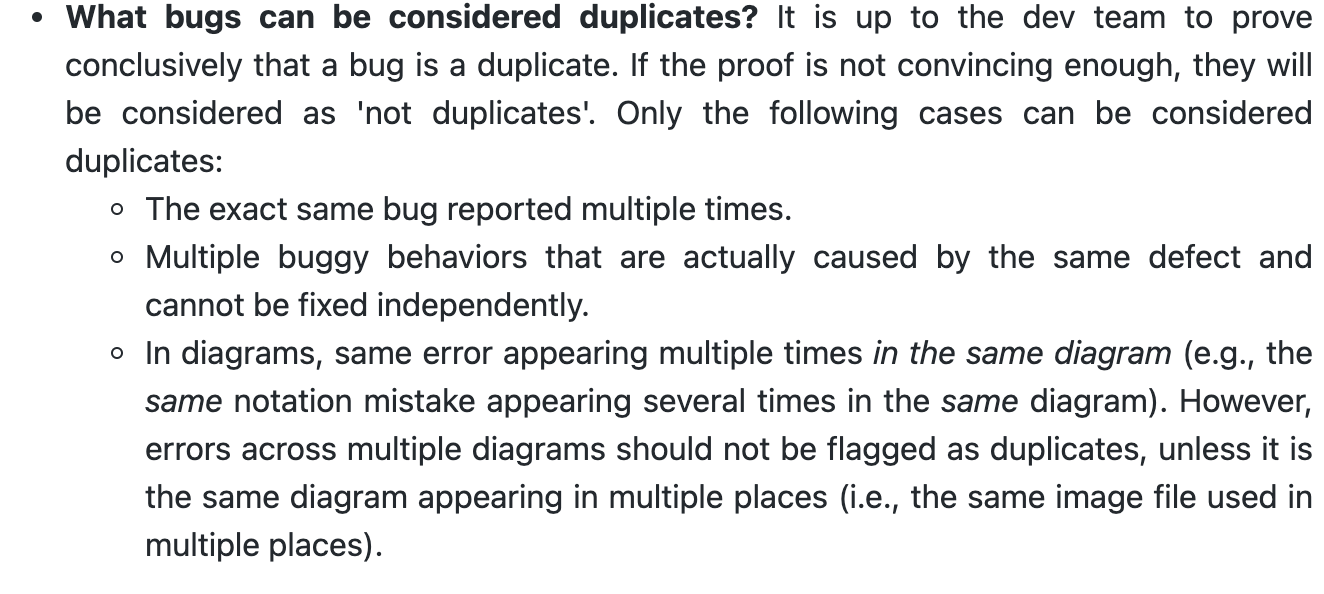 • What bugs can be considered duplicates? It is up to the dev team to prove
conclusively that a bug is a duplicate. If the proof is not convincing enough, they will
be considered as 'not duplicates'. Only the following cases can be considered
duplicates:
◦ The exact same bug reported multiple times.
◦ Multiple buggy behaviors that are actually caused by the same defect and
cannot be fixed independently.
◦ In diagrams, same error appearing multiple times in the same diagram (e.g., the
same notation mistake appearing several times in the same diagram). However,
errors across multiple diagrams should not be flagged as duplicates, unless it is
the same diagram appearing in multiple places (i.e., the same image file used in
multiple places).